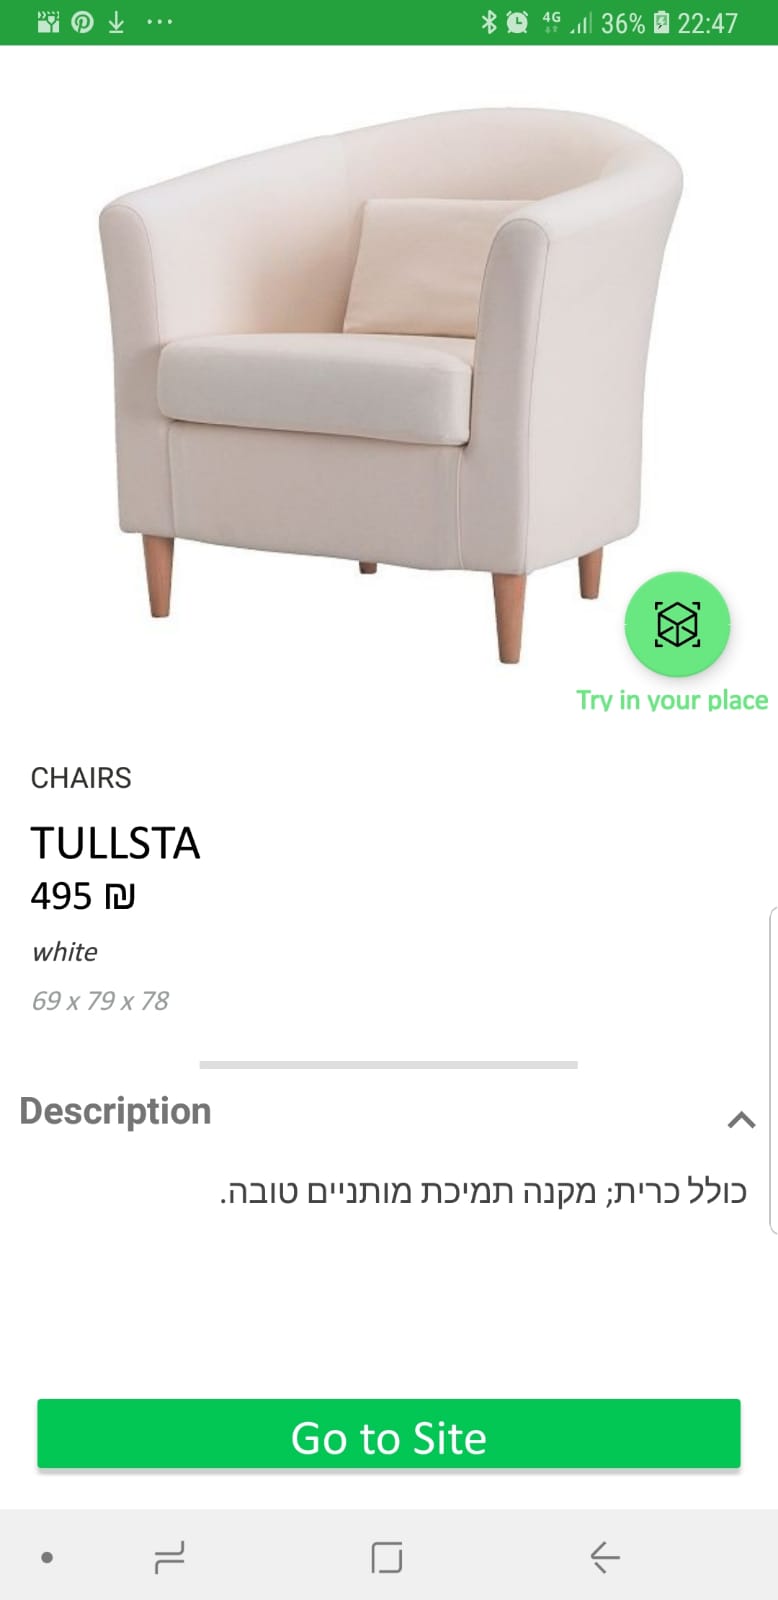 4G 36% 22:47
Try in your place
CHAIRS
TULLSTA
495 ₪
white
69 x 79 x 78
Description
כולל כרית; מקנה תמיכת מותניים טובה.
Go to Site